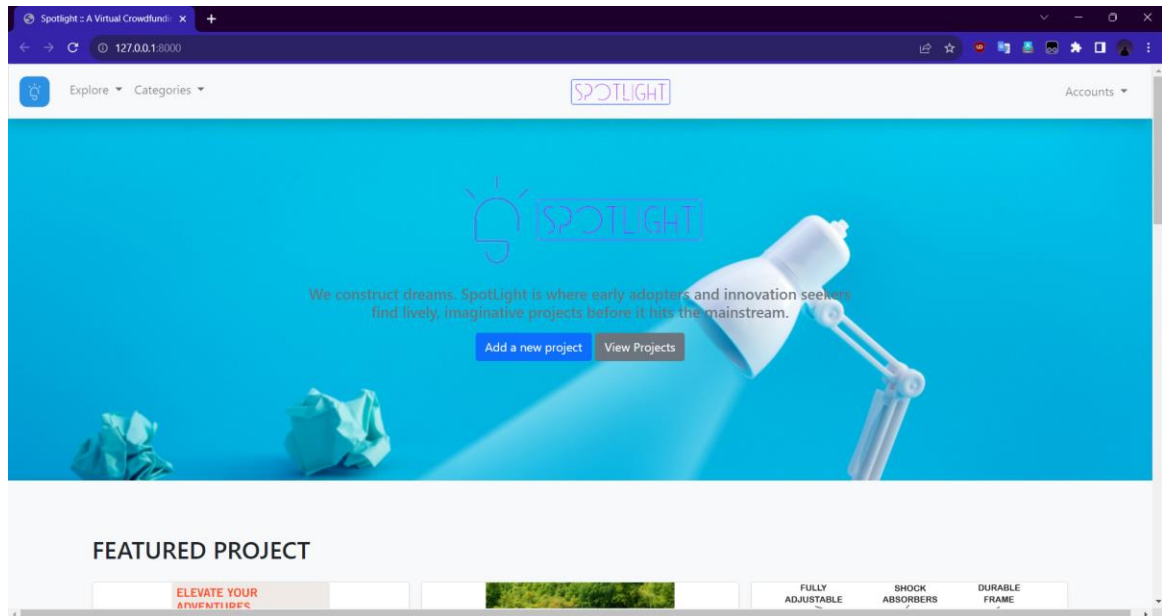 Spotlight :: A Virtual Crowdfundi
127.0.0.1:8000
Explore Categories
SPOTLIGHT
Accounts
SPOTLIGHT
We construct dreams. SpotLight is where early adopters and innovation seekers
find lively, imaginative projects before it hits the mainstream.
Add a new project View Projects
FEATURED PROJECT
ELEVATE YOUR
ADVENTURES
FULLY
ADJUSTABLE
SHOCK
ABSORBERS
DURABLE
FRAME